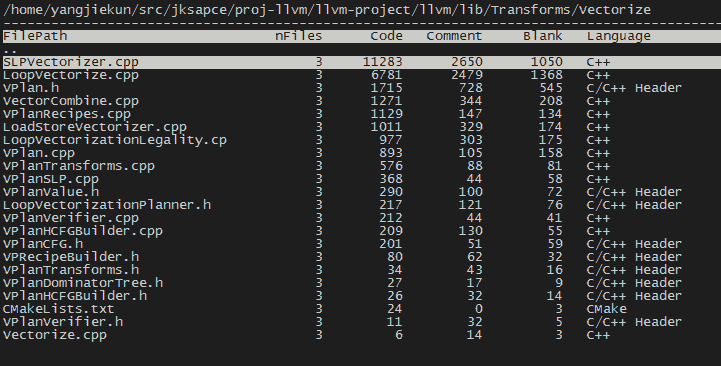 /home/yangjiekun/src/jksapce/proj-llvm/llvm-project/llvm/lib/Transforms/Vectorize
--------------------------------------------------------------------------------
FilePath nFiles Code Comment Blank Language
..
SLPVectorizer.cpp 3 11283 2650 1050 C++
LoopVectorize.cpp 3 6781 2479 1368 C++
VPlan.h 3 1715 728 545 C/C++ Header
VectorCombine.cpp 3 1271 344 208 C++
VPlanRecipes.cpp 3 1129 147 134 C++
LoadStoreVectorizer.cpp 3 1011 329 174 C++
LoopVectorizationLegality.cp 3 977 303 175 C++
VPlan.cpp 3 893 105 158 C++
VPlanTransforms.cpp 3 576 88 81 C++
VPlanSLP.cpp 3 368 44 58 C++
VPlanValue.h 3 290 100 72 C/C++ Header
LoopVectorizationPlanner.h 3 217 121 76 C/C++ Header
VPlanVerifier.cpp 3 212 44 41 C++
VPlanHCFGBuilder.cpp 3 209 130 55 C++
VPlanCFG.h 3 201 51 59 C/C++ Header
VPRecipeBuilder.h 3 80 62 32 C/C++ Header
VPlanTransforms.h 3 34 43 16 C/C++ Header
VPlanDominatorTree.h 3 27 17 9 C/C++ Header
VPlanHCFGBuilder.h 3 26 32 14 C/C++ Header
CMakeLists.txt 3 24 0 3 CMake
VPlanVerifier.h 3 11 32 5 C/C++ Header
Vectorize.cpp 3 6 14 3 C++